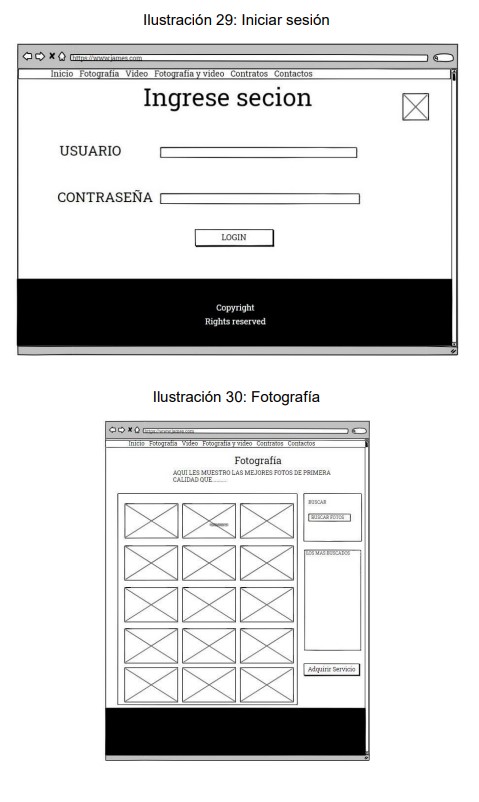 Ilustración 29: Iniciar sesión
https://www.james.com
Inicio Fotografía Video Fotografía y video Contratos Contactos
Ingrese secion
USUARIO
CONTRASEÑA
LOGIN
Copyright
Rights reserved
Ilustración 30: Fotografía
https://www.james.com
Inicio Fotografía Video Fotografía y video Contratos Contactos
Fotografía
AQUI LES MUESTRO LAS MEJORES FOTOS DE PRIMERA
CALIDAD QUE..........
BUSCAR
BUSCAR FOTOS
LOS MAS BUSCADOS
Adquirir Servicio